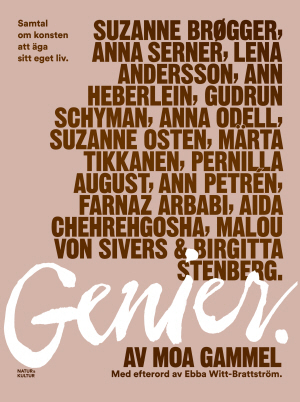 Samtal
om konsten
att äga
sitt eget liv.
SUZANNE BRØGGER,
ANNA SERNER, LENA
ANDERSSON, ANN
HEBERLEIN, GUDRUN
SCHYMAN, ANNA ODELL,
SUZANNE OSTEN, MÄRTA
TIKKANEN, PERNILLA
AUGUST, ANN PETRÉN,
FARNAZ ARBABI, AIDA
CHEHREHGOSHA, MALOU
VON SIVERS & BIRGITTA
STENBERG.
Genier.
AV MOA GAMMEL
Med efterord av Ebba Witt-Brattström.
NATUR &
KULTUR